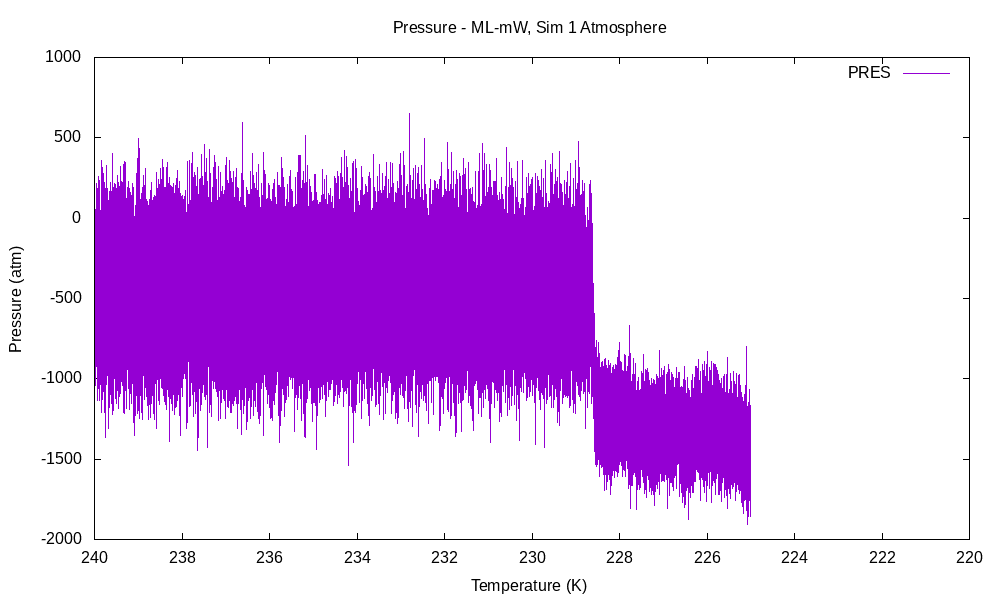 Pressure - ML-mW, Sim 1 Atmosphere
PRES
1000
500
0
-500
-1000
-1500
-2000
Pressure (atm)
240 238 236 234 232 230 228 226 224 222 220
Temperature (K)